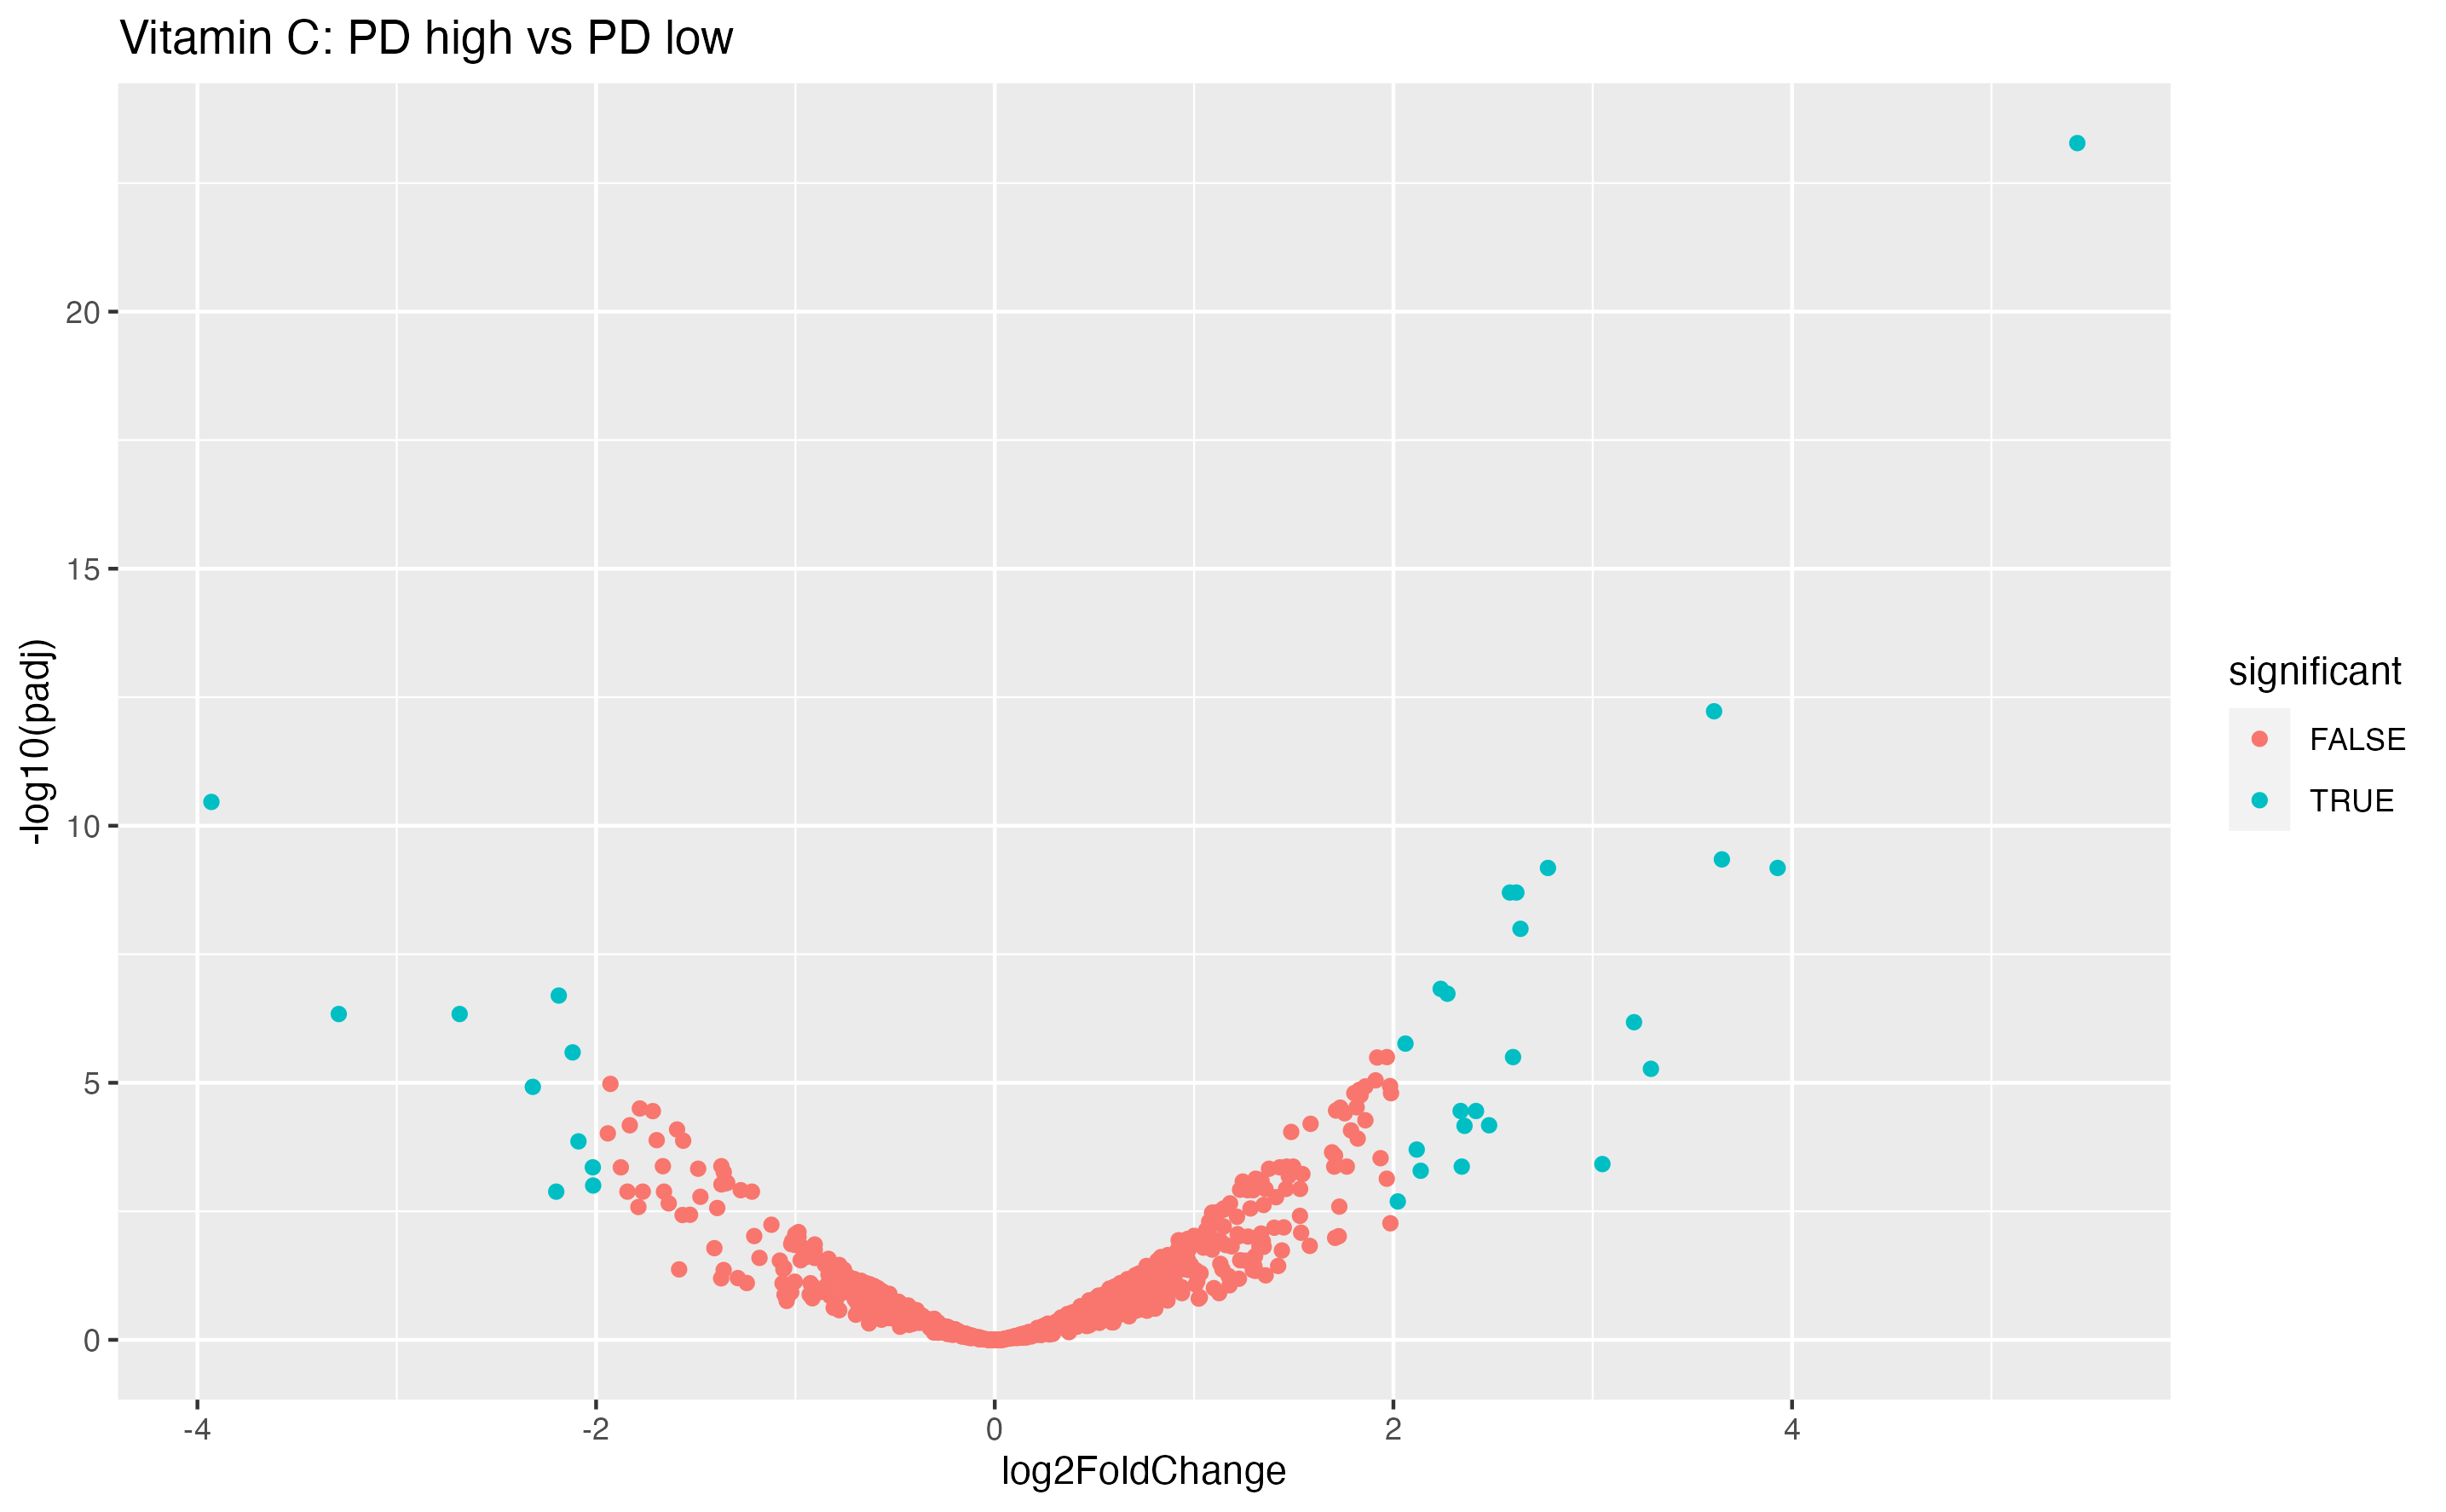 Vitamin C: PD high vs PD low
-log10(padj)
20
15
10
5
0
-4
-2
0
2
4
log2FoldChange
significant
FALSE
TRUE